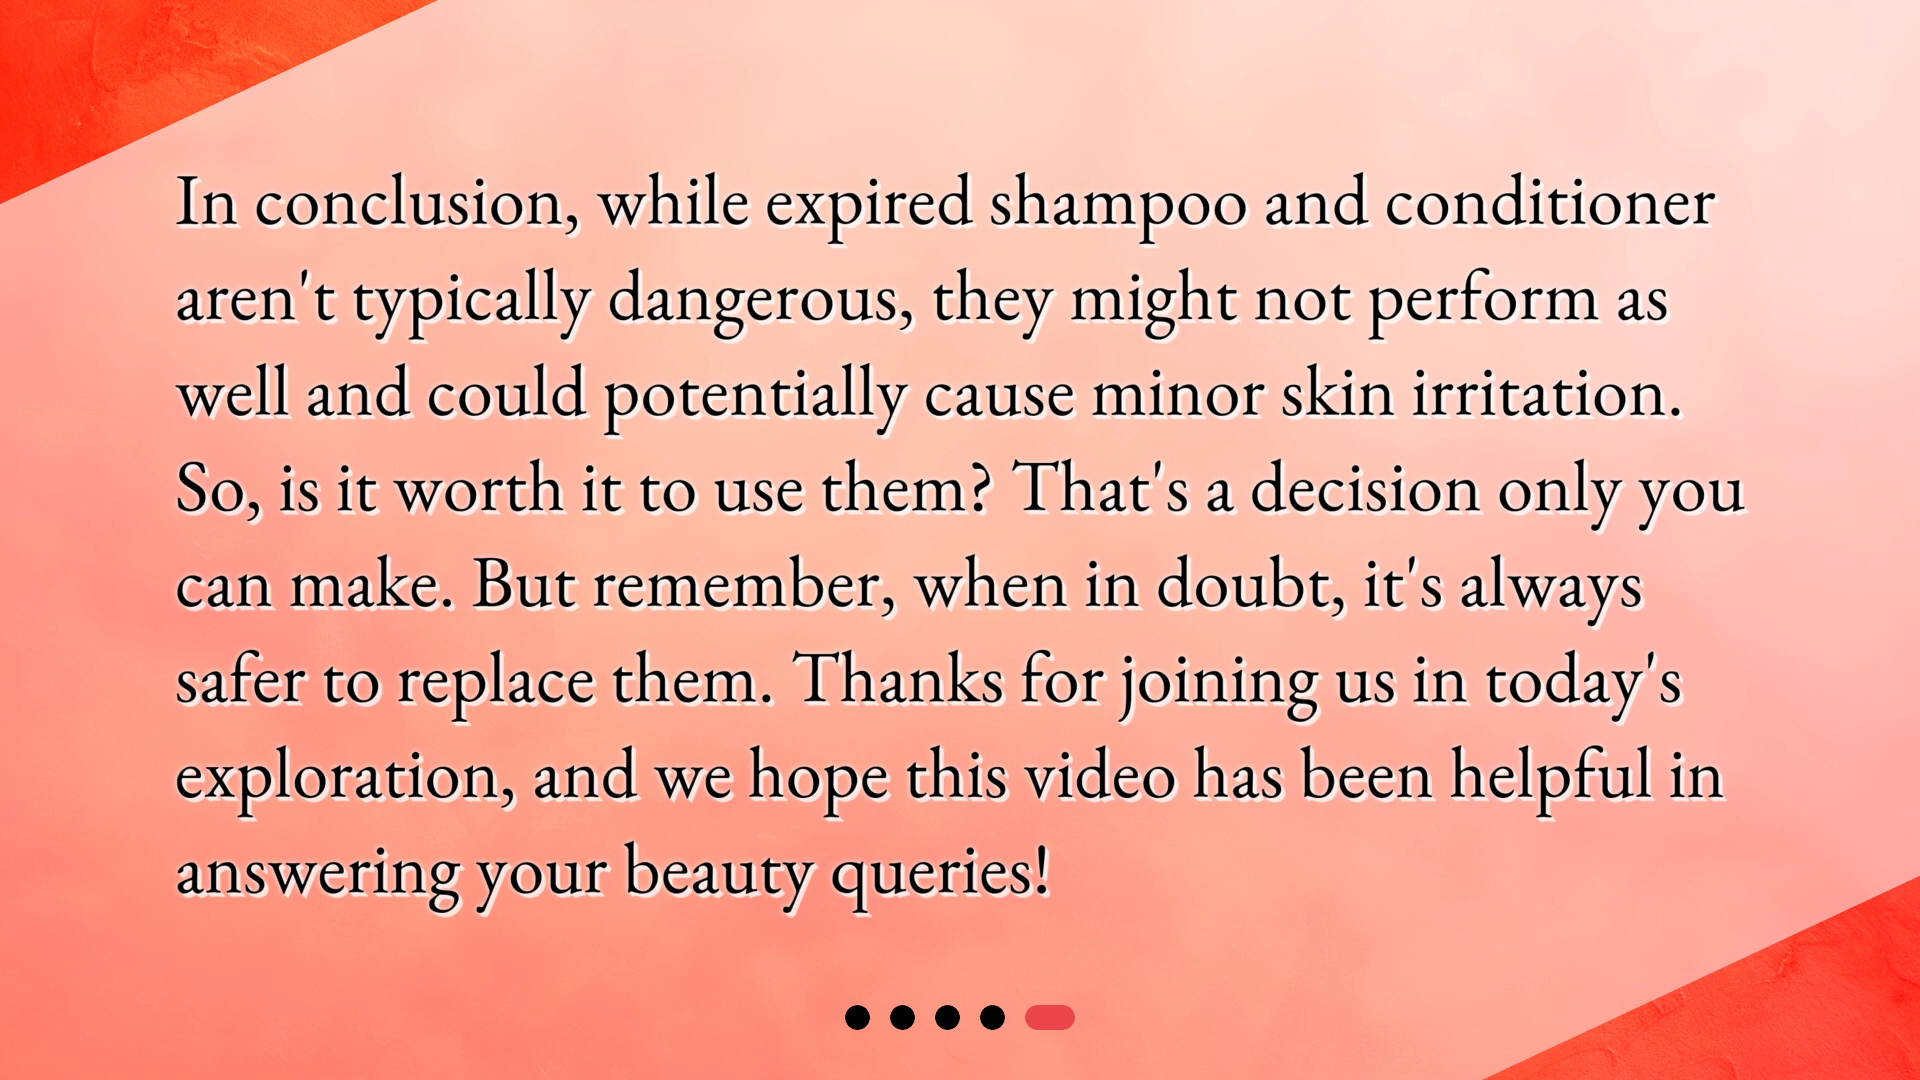 In conclusion, while expired shampoo and conditioner
aren't typically dangerous, they might not perform as
well and could potentially cause minor skin irritation.
So, is it worth it to use them? That's a decision only you
can make. But remember, when in doubt, it's always
safer to replace them. Thanks for joining us in today's
exploration, and we hope this video has been helpful in
answering your beauty queries!